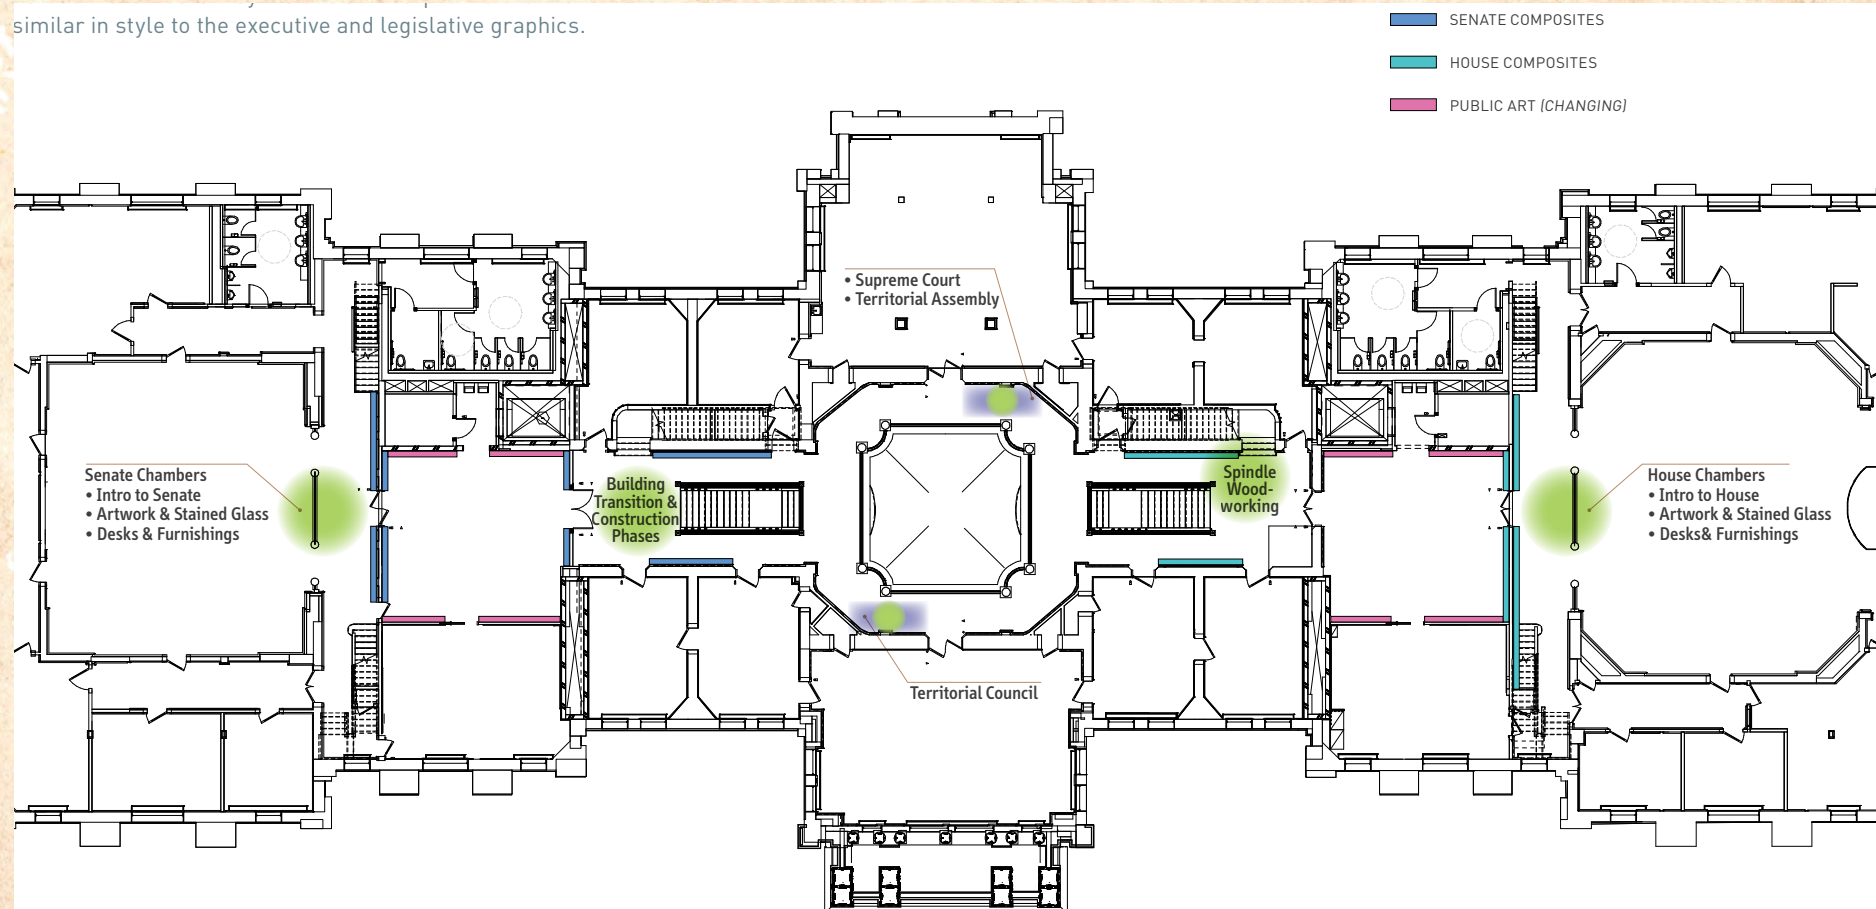 similar in style to the executive and legislative graphics.
SENATE COMPOSITES
HOUSE COMPOSITES
PUBLIC ART (CHANGING)
• Supreme Court
• Territorial Assembly
Senate Chambers
• Intro to Senate
• Artwork & Stained Glass
• Desks & Furnishings
Building
Transition &
Construction
Phases
Spindle
Wood-
working
House Chambers
• Intro to House
• Artwork & Stained Glass
• Desks& Furnishings
Territorial Council